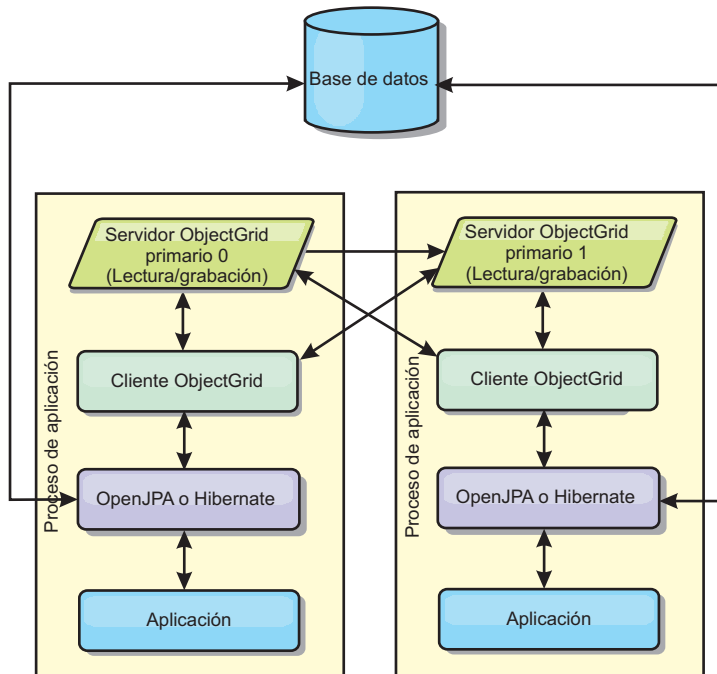 Base de datos
Servidor ObjectGrid
primario 0
(Lectura/grabación)
Cliente ObjectGrid
Proceso de aplicación
OpenJPA o Hibernate
Aplicación
Servidor ObjectGrid
primario 1
(Lectura/grabación)
Cliente ObjectGrid
Proceso de aplicación
OpenJPA o Hibernate
Aplicación